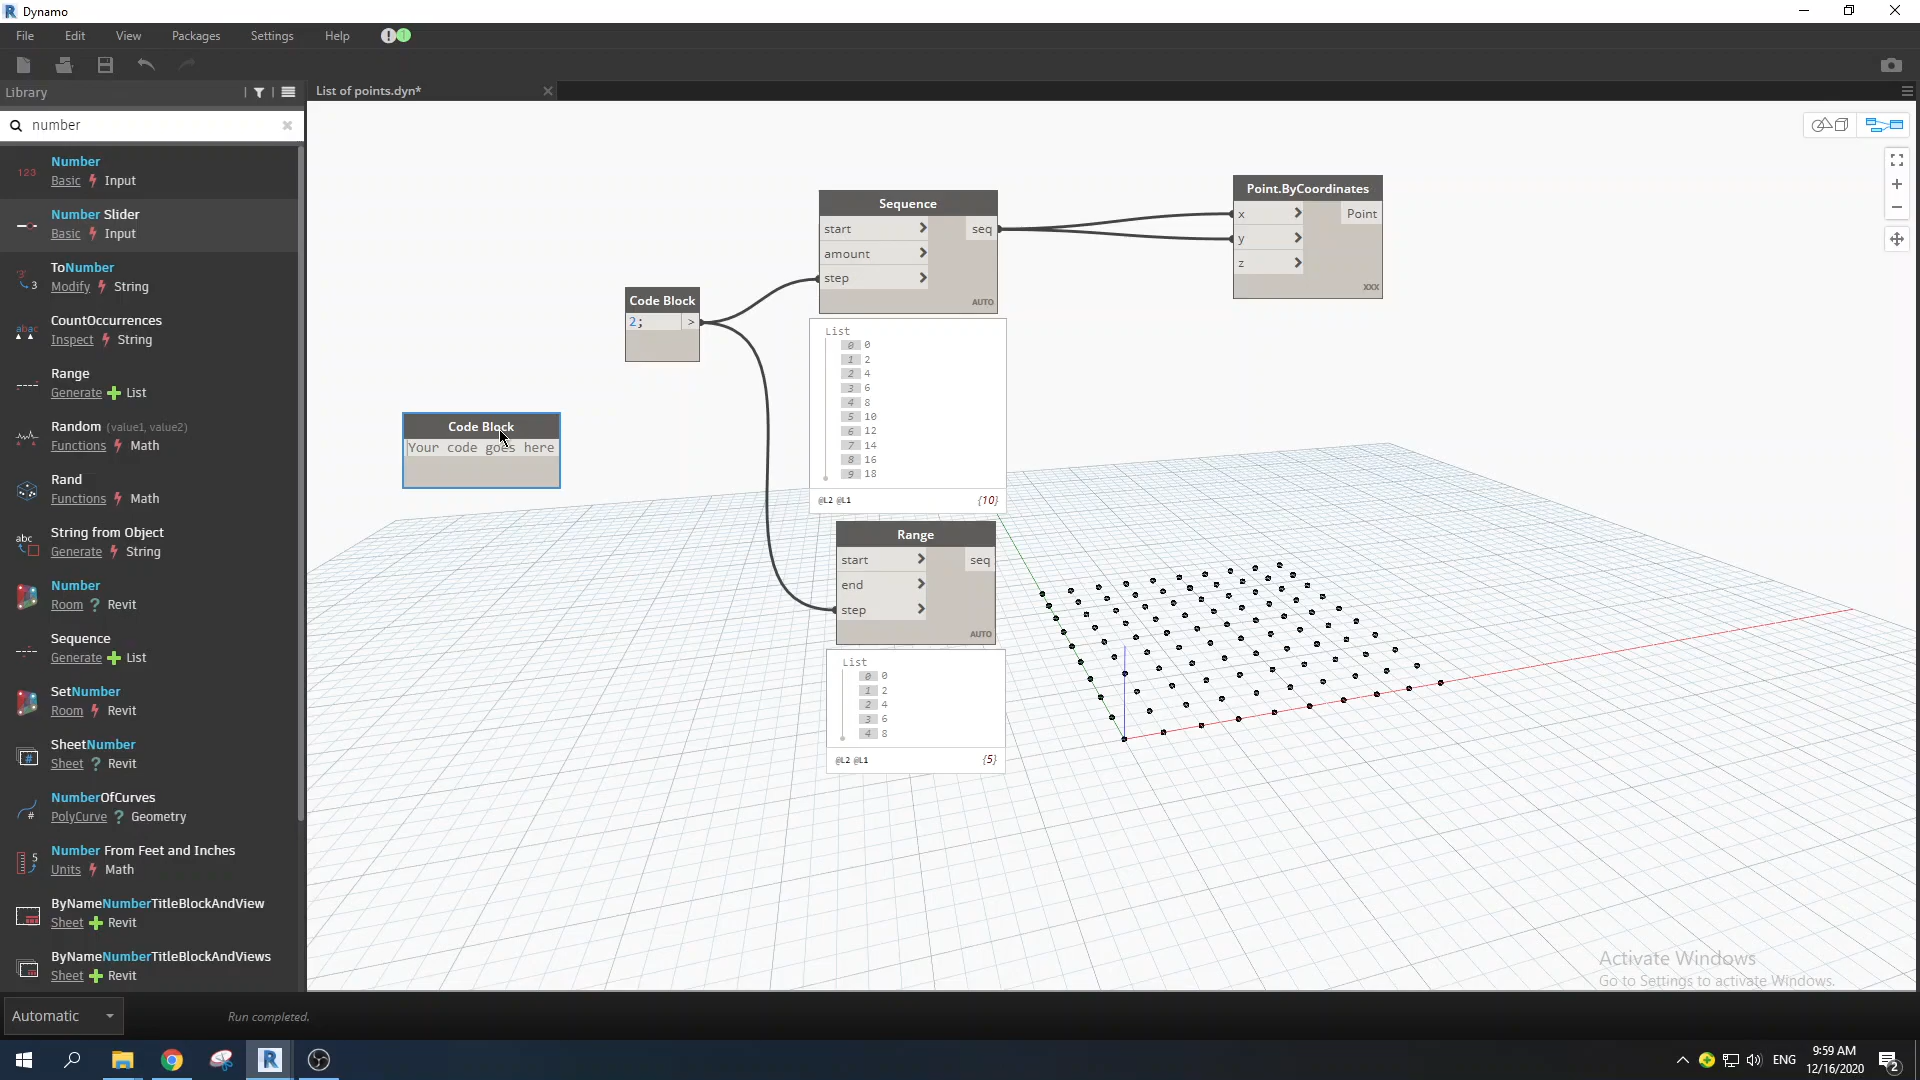 Dynamo
File Edit View Packages Settings Help ! 1
Library
List of points.dyn*
number
123 Number
Basic Input
Number Slider
Basic Input
ToNumber
Modify String
CountOccurrences
Inspect String
Range
Generate List
Random (value1, value2)
Functions Math
Rand
Functions Math
String from Object
Generate String
Number
Room ? Revit
Sequence
Generate List
SetNumber
Room Revit
SheetNumber
Sheet ? Revit
NumberOfCurves
PolyCurve ? Geometry
Number From Feet and Inches
Units Math
ByNameNumberTitleBlockAndView
Sheet Revit
ByNameNumberTitleBlockAndViews
Sheet Revit
Code Block
2; >
Code Block
Your code goes here
Sequence
start > seq
amount >
step >
AUTO
List
0 0
1 2
2 4
3 6
4 8
5 10
6 12
7 14
8 16
9 18
@L2 @L1 {10}
Range
start > seq
end >
step >
AUTO
List
0 0
1 2
2 4
3 6
4 8
@L2 @L1 {5}
Point.ByCoordinates
x > Point
y >
z >
XXX
Activate Windows
Go to Settings to activate Windows.
Automatic
Run completed.
ENG
9:59 AM
12/16/2020
2